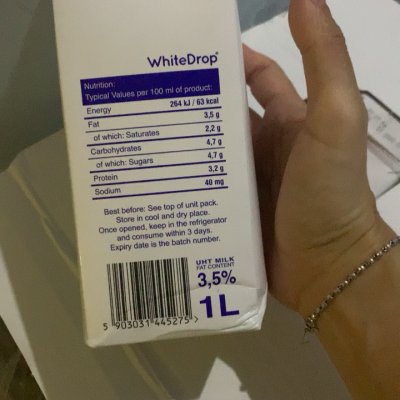 WhiteDrop®
Nutrition:
Typical Values per 100 ml of product:
Energy 264 kJ / 63 kcal
Fat 3,5 g
of which: Saturates 2,2 g
Carbohydrates 4,7 g
of which: Sugars 4,7 g
Protein 3,2 g
Sodium 40 mg
Best before: See top of unit pack.
Store in cool and dry place.
Once opened, keep in the refrigerator
and consume within 3 days.
Expiry date is the batch number.
UHT MILK
FAT CONTENT
3,5%
1L
5 903031 445275 >